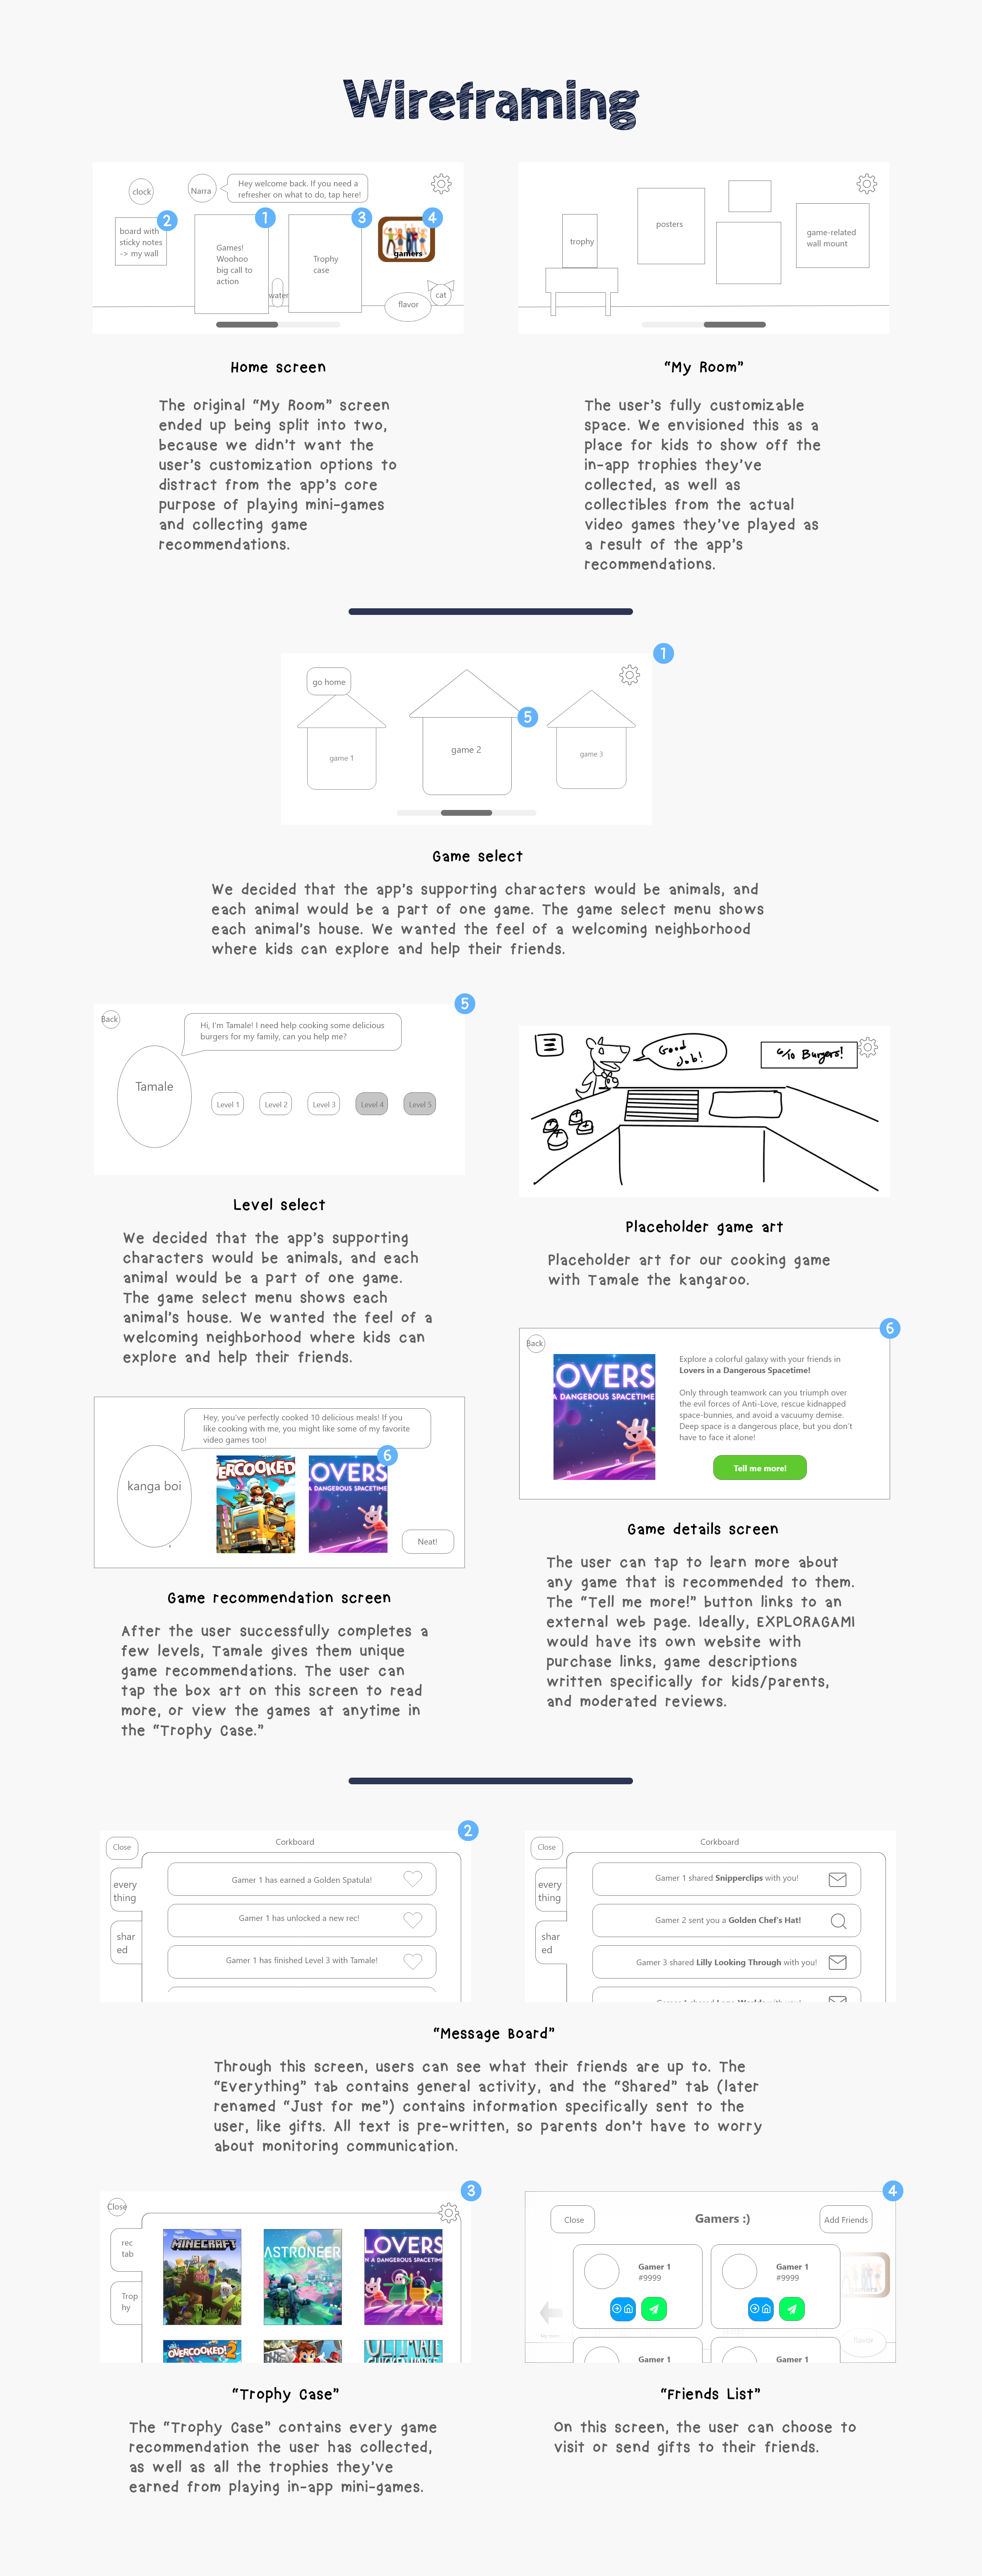 Wireframing
clock
Narra
Hey welcome back. If you need a
refresher on what to do, tap here!
2
1
3
4
board with
sticky notes
-> my wall
Games!
Woohoo
big call to
action
water
Trophy
case
gamers
flavor
cat
trophy
posters
game-related
wall mount
Home screen
The original “My Room” screen
ended up being split into two,
because we didn’t want the
user’s customization options to
distract from the app’s core
purpose of playing mini-games
and collecting game
recommendations.
“My Room”
The user’s fully customizable
space. We envisioned this as a
place for kids to show off the
in-app trophies they’ve
collected, as well as
collectibles from the actual
video games they’ve played as
a result of the app’s
recommendations.
1
go home
5
game 1
game 2
game 3
Game select
We decided that the app’s supporting characters would be animals, and
each animal would be a part of one game. The game select menu shows
each animal’s house. We wanted the feel of a welcoming neighborhood
where kids can explore and help their friends.
5
Back
Hi, I'm Tamale! I need help cooking some delicious
burgers for my family, can you help me?
Tamale
Level 1
Level 2
Level 3
Level 4
Level 5
Level select
We decided that the app’s supporting
characters would be animals, and each
animal would be a part of one game.
The game select menu shows each
animal’s house. We wanted the feel of a
welcoming neighborhood where kids can
explore and help their friends.
Good
Job!
6/10 Burgers!
Placeholder game art
Placeholder art for our cooking game
with Tamale the kangaroo.
6
Back
LOVERS
A DANGEROUS SPACETIME
Explore a colorful galaxy with your friends in
Lovers in a Dangerous Spacetime!
Only through teamwork can you triumph over
the evil forces of Anti-Love, rescue kidnapped
space-bunnies, and avoid a vacuumy demise.
Deep space is a dangerous place, but you don't
have to face it alone!
Tell me more!
Game details screen
The user can tap to learn more about
any game that is recommended to them.
The “Tell me more!” button links to an
external web page. Ideally, EXPLORAGAMI
would have its own website with
purchase links, game descriptions
written specifically for kids/parents,
and moderated reviews.
Hey, you've perfectly cooked 10 delicious meals! If you
like cooking with me, you might like some of my favorite
video games too!
6
kanga boi
ERCOOKED
LOVERS
A DANGEROUS SPACETIME
Neat!
Game recommendation screen
After the user successfully completes a
few levels, Tamale gives them unique
game recommendations. The user can
tap the box art on this screen to read
more, or view the games at anytime in
the “Trophy Case.”
2
Close
Corkboard
every
thing
shar
ed
Gamer 1 has earned a Golden Spatula!
Gamer 1 has unlocked a new rec!
Gamer 1 has finished Level 3 with Tamale!
Close
Corkboard
every
thing
shar
ed
Gamer 1 shared Snipperclips with you!
Gamer 2 sent you a Golden Chef's Hat!
Gamer 3 shared Lilly Looking Through with you!
“Message Board”
Through this screen, users can see what their friends are up to. The
“Everything” tab contains general activity, and the “Shared” tab (later
renamed “Just for me”) contains information specifically sent to the
user, like gifts. All text is pre-written, so parents don’t have to worry
about monitoring communication.
3
Close
rec
tab
Trop
hy
MINECRAFT
ASTRONEER
LOVERS
IN A DANGEROUS SPACETIME
OVERCOOKED! 2
ULTIMATE
“Trophy Case”
The “Trophy Case” contains every game
recommendation the user has collected,
as well as all the trophies they’ve
earned from playing in-app mini-games.
4
Close
Gamers :)
Add Friends
Gamer 1
#9999
Gamer 1
#9999
flavor
Gamer 1
Gamer 1
“Friends List”
On this screen, the user can choose to
visit or send gifts to their friends.